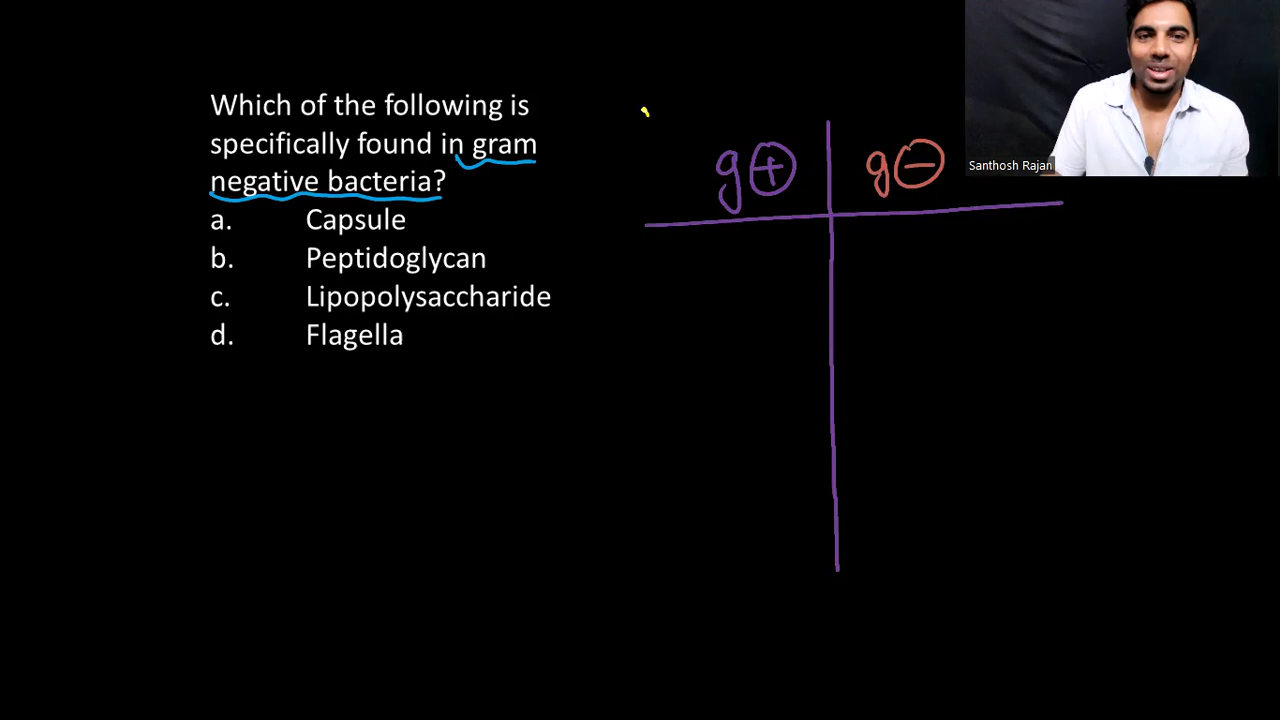 Which of the following is
specifically found in gram
negative bacteria?
a. Capsule
b. Peptidoglycan
c. Lipopolysaccharide
d. Flagella
g+ g-
Santhosh Rajan